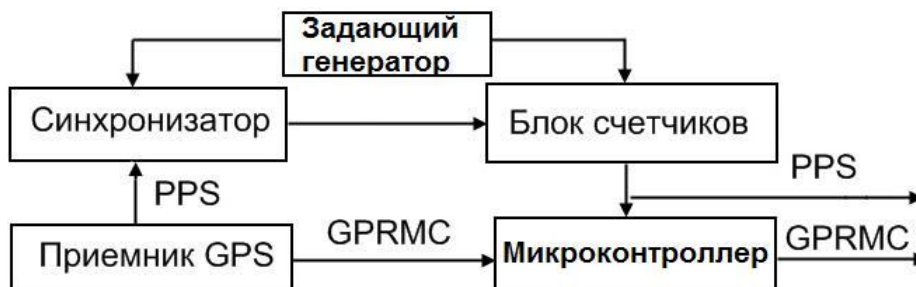 Задающий
генератор
Синхронизатор
Блок счетчиков
PPS
PPS
Приемник GPS
GPRMC
Микроконтроллер
GPRMC